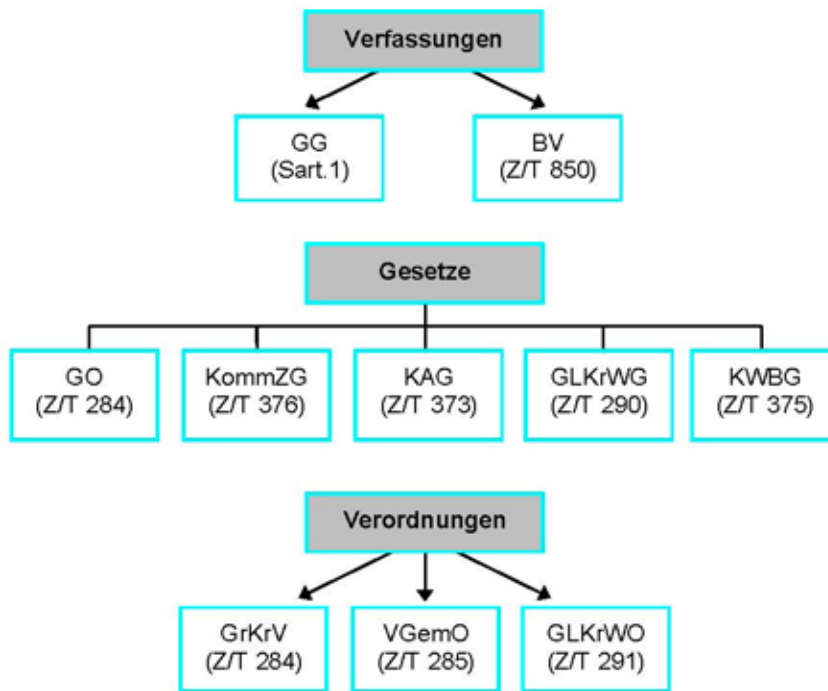 Verfassungen
GG
(Sart.1)
BV
(Z/T 850)
Gesetze
GO
(Z/T 284)
KommZG
(Z/T 376)
KAG
(Z/T 373)
GLKrWG
(Z/T 290)
KWBG
(Z/T 375)
Verordnungen
GrKrV
(Z/T 284)
VGemO
(Z/T 285)
GLKrWO
(Z/T 291)